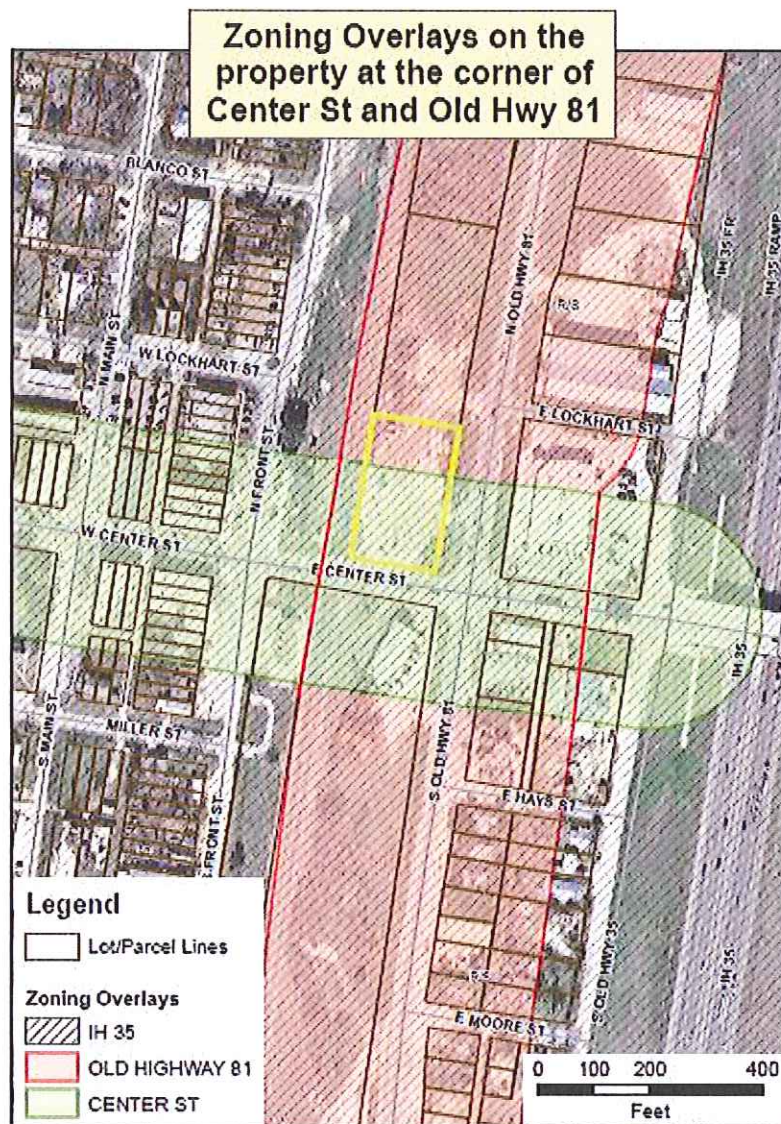 Zoning Overlays on the
property at the corner of
Center St and Old Hwy 81
BLANCO ST
N MAIN ST
W LOCKHART ST
N FRONT ST
N OLD HWY 81
IH 35 FR
IH 35 RAMP
E LOCKHART ST
W CENTER ST
E CENTER ST
IH 35
S MAIN ST
MILLER ST
S FRONT ST
S OLD HWY 81
E HAYS ST
S OLD HWY 35
IH 35
E MOORE ST
Legend
Lot/Parcel Lines
Zoning Overlays
IH 35
OLD HIGHWAY 81
CENTER ST
0 100 200 400
Feet